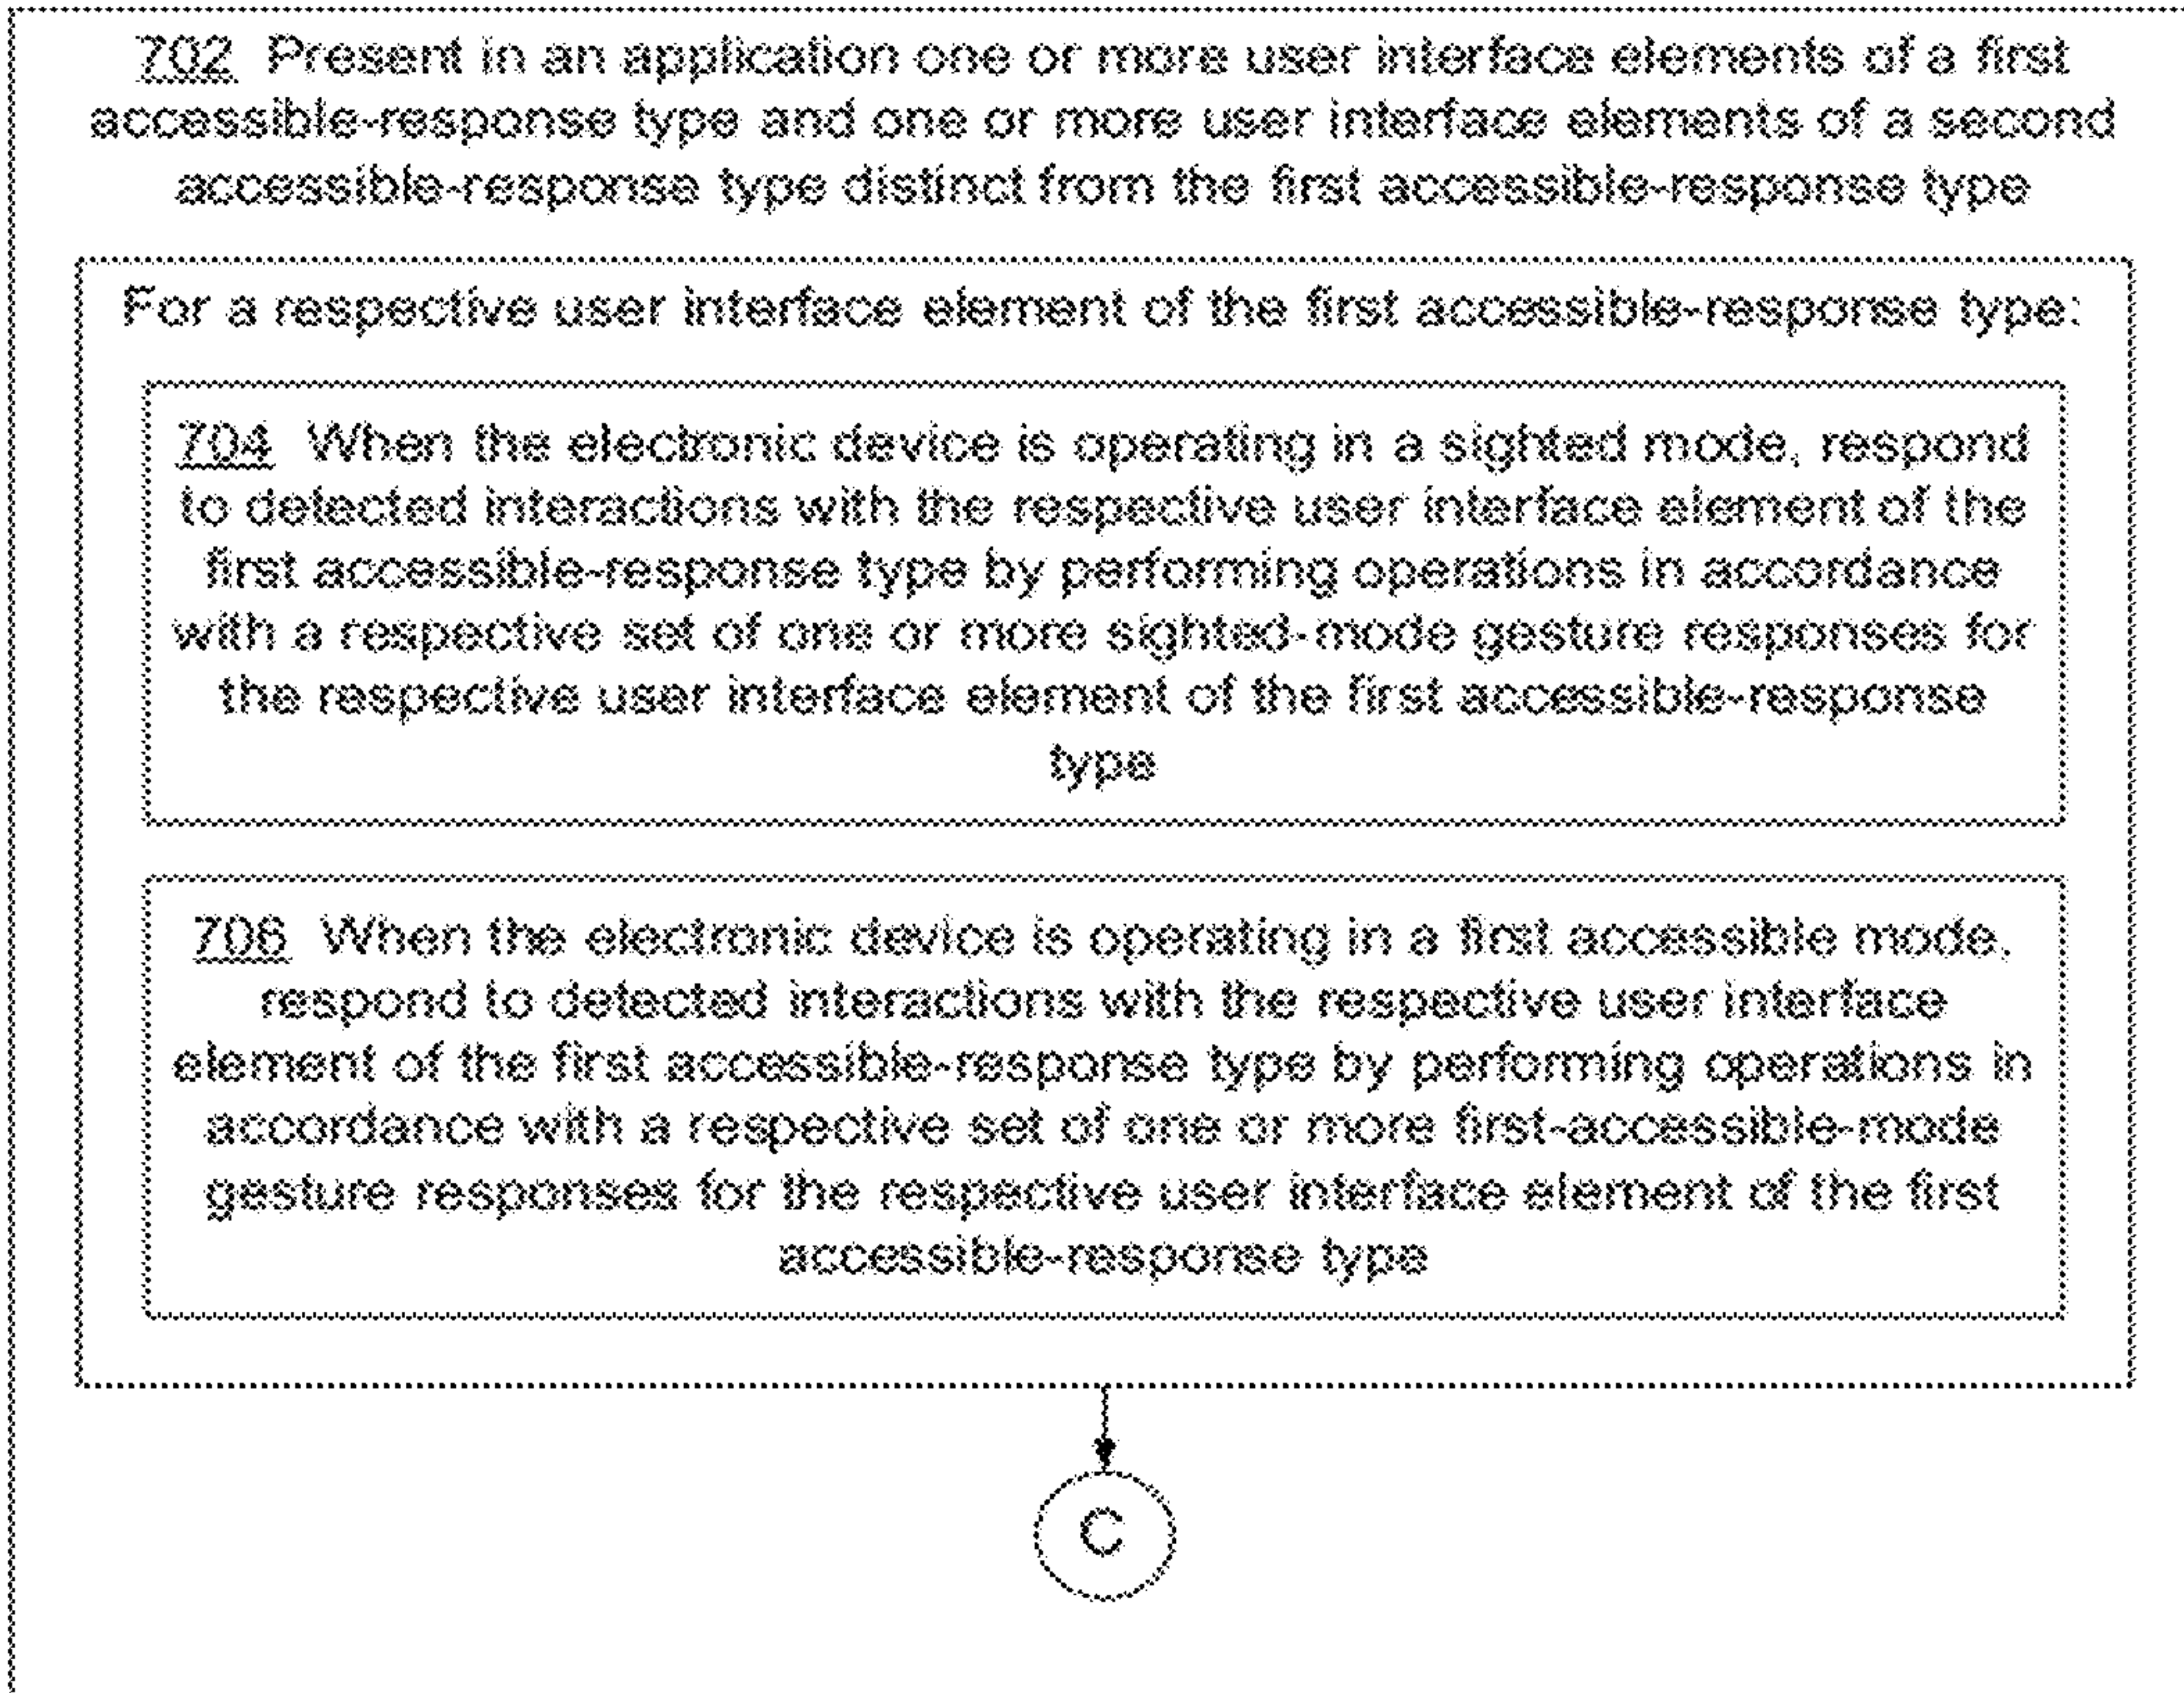 702 Present in an application one or more user interface elements of a first
accessible-response type and one or more user interface elements of a second
accessible-response type distinct from the first accessible-response type
For a respective user interface element of the first accessible-response type:
704 When the electronic device is operating in a sighted mode, respond
to detected interactions with the respective user interface element of the
first accessible-response type by performing operations in accordance
with a respective set of one or more sighted-mode gesture responses for
the respective user interface element of the first accessible-response
type
706 When the electronic device is operating in a first accessible mode,
respond to detected interactions with the respective user interface
element of the first accessible-response type by performing operations in
accordance with a respective set of one or more first-accessible-mode
gesture responses for the respective user interface element of the first
accessible-response type
C